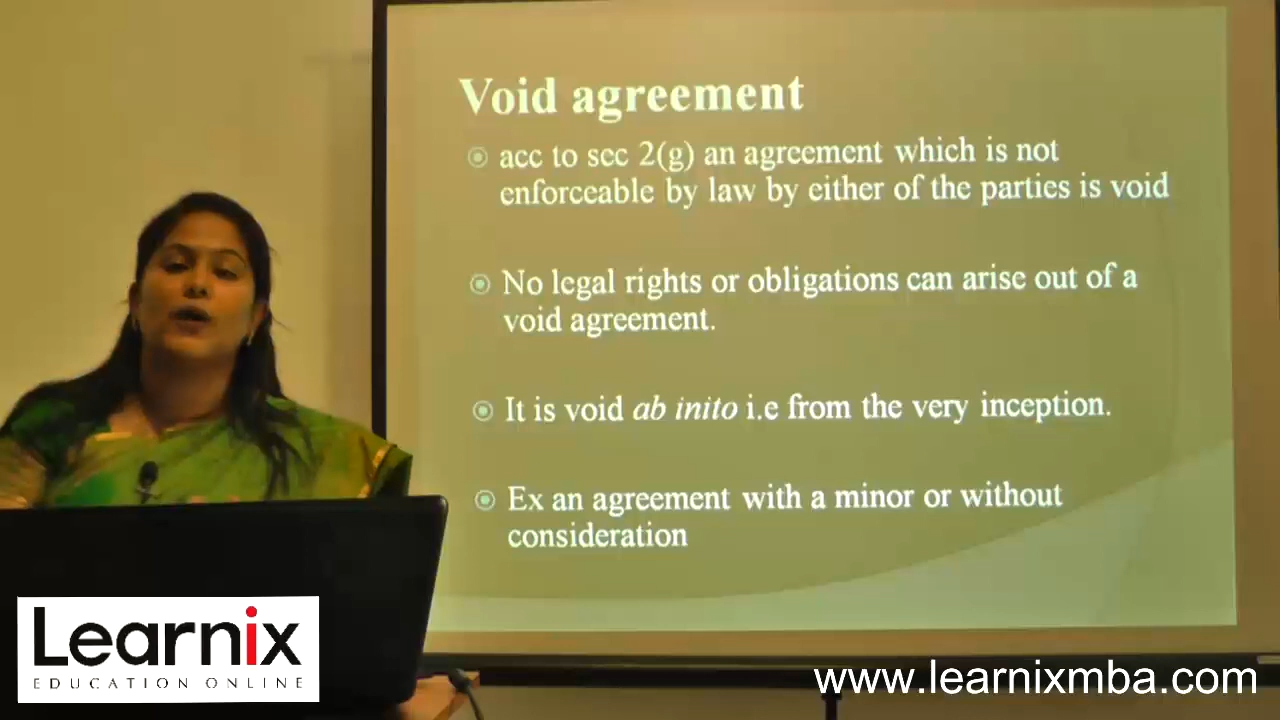 Void agreement
acc to sec 2(g) an agreement which is not
enforceable by law by either of the parties is void
No legal rights or obligations can arise out of a
void agreement.
It is void ab inito i.e from the very inception.
Ex an agreement with a minor or without
consideration
Learnix
EDUCATION ONLINE
www.learnixmba.com